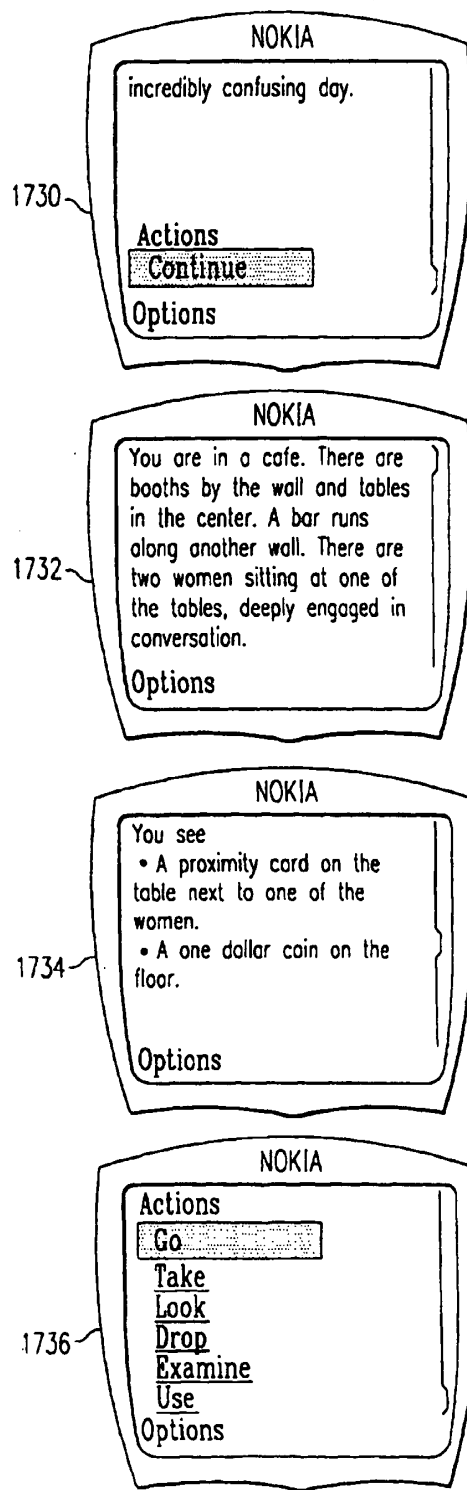 NOKIA
incredibly confusing day.
1730
Actions
Continue
Options
NOKIA
You are in a cafe. There are
booths by the wall and tables
in the center. A bar runs
along another wall. There are
two women sitting at one of
the tables, deeply engaged in
conversation.
1732
Options
NOKIA
You see
• A proximity card on the
table next to one of the
women.
• A one dollar coin on the
floor.
1734
Options
NOKIA
Actions
Go
Take
Look
Drop
Examine
Use
1736
Options